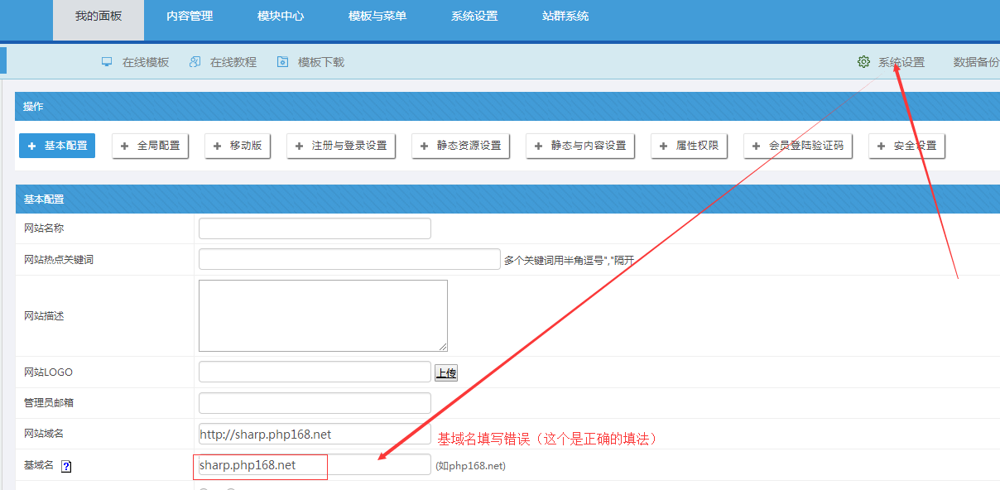 我的面板 内容管理 模块中心 模板与菜单 系统设置 站群系统
在线模板 在线教程 模板下载 系统设置 数据备份
操作
基本配置 全局配置 移动版 注册与登录设置 静态资源设置 静态与内容设置 属性权限 会员登陆验证码 安全设置
基本配置
网站名称
网站热点关键词 多个关键词用半角逗号","隔开
网站描述
网站LOGO 上传
管理员邮箱
网站域名 http://sharp.php168.net 基域名填写错误（这个是正确的填法）
基域名 ? sharp.php168.net (如php168.net)